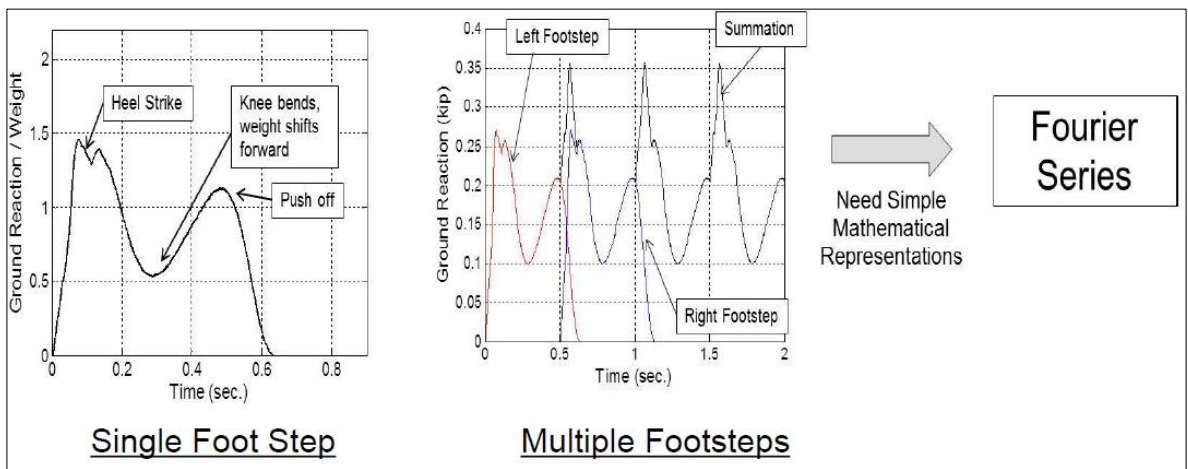 Ground Reaction / Weight
2
1.5
1
0.5
0
Heel Strike
Knee bends,
weight shifts
forward
Push off
0 0.2 0.4 0.6 0.8
Time (sec.)
Single Foot Step
Ground Reaction (kip)
0.4
0.35
0.3
0.25
0.2
0.15
0.1
0.05
0
Left Footstep
Summation
Right Footstep
0 0.5 1 1.5 2
Time (sec.)
Multiple Footsteps
Need Simple
Mathematical
Representations
Fourier
Series